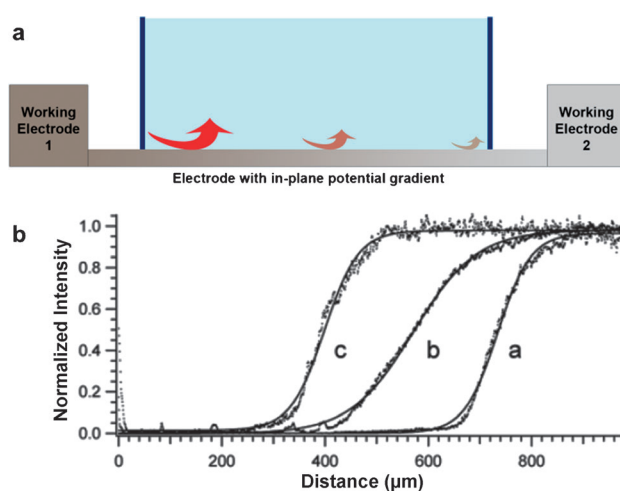 a
Working
Electrode
1
Working
Electrode
2
Electrode with in-plane potential gradient
b
Normalized Intensity
1.0
0.8
0.6
0.4
0.2
0.0
c
b
a
0
200
400
600
800
Distance (μm)